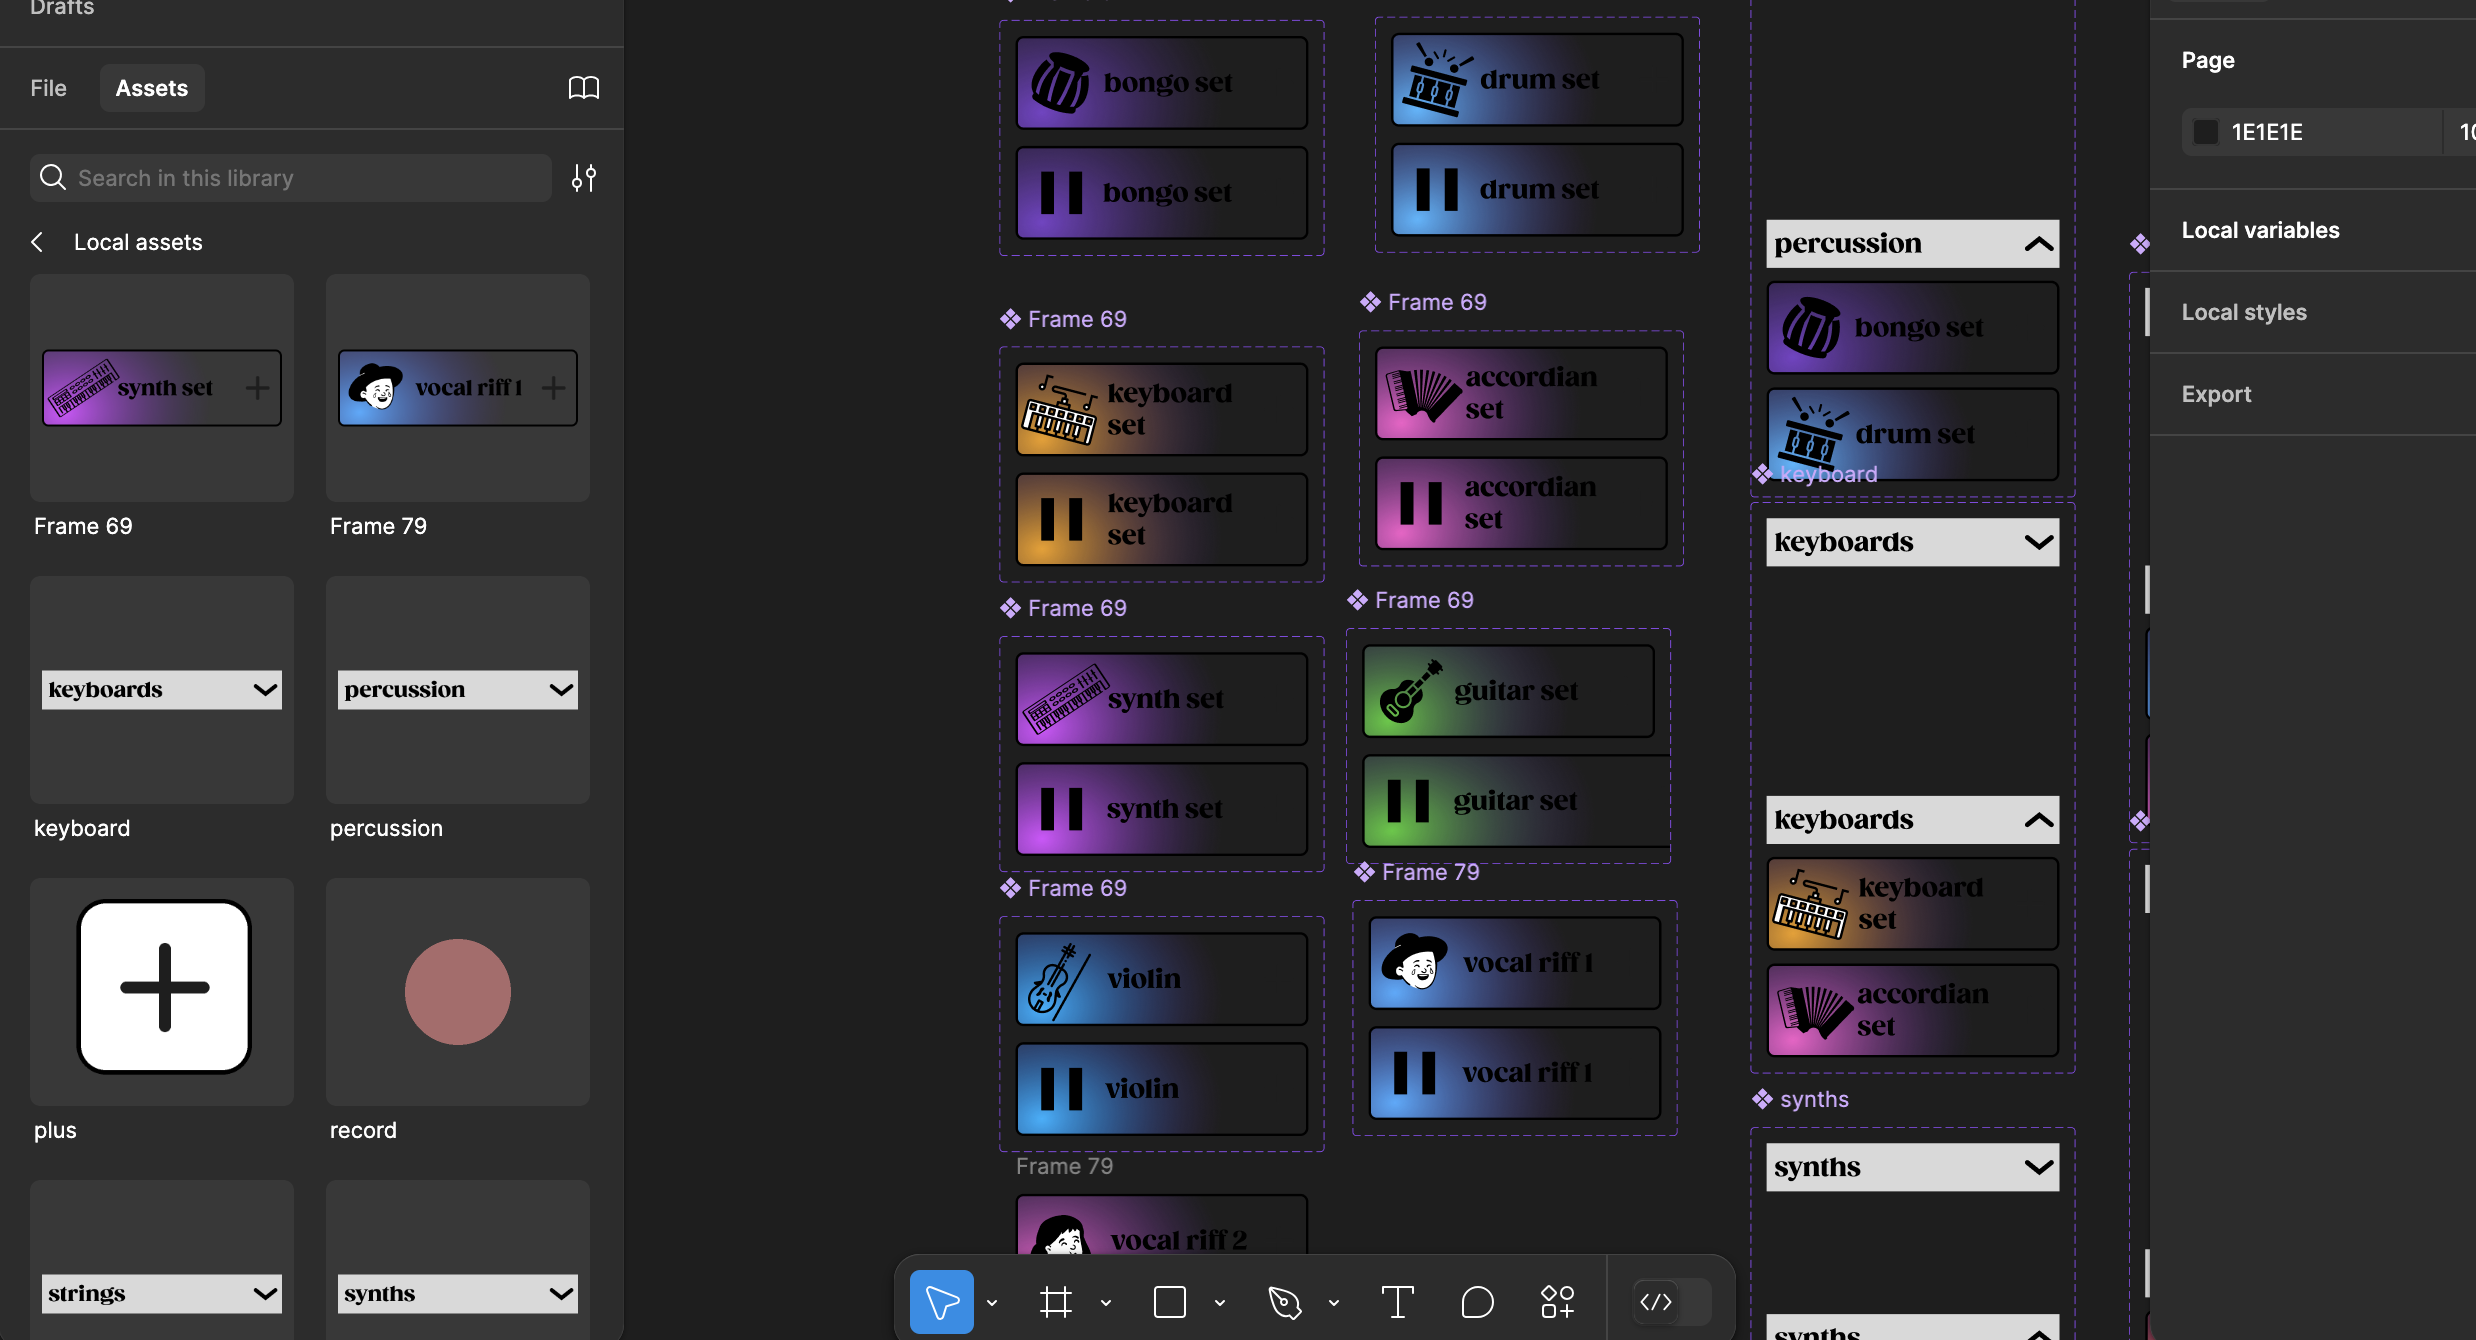 Drafts
File
Assets
Search in this library
Local assets
synth set
vocal riff 1
Frame 69
Frame 79
keyboards
percussion
keyboard
percussion
plus
record
strings
synths
bongo set
bongo set
drum set
drum set
Frame 69
keyboard
set
keyboard
set
Frame 69
accordian
set
accordian
set
Frame 69
synth set
synth set
Frame 69
guitar set
guitar set
Frame 69
violin
violin
Frame 79
vocal riff 1
vocal riff 1
Frame 79
vocal riff 2
percussion
bongo set
drum set
keyboard
keyboards
keyboards
keyboard
set
accordian
set
synths
synths
synths
Page
1E1E1E
10
Local variables
Local styles
Export